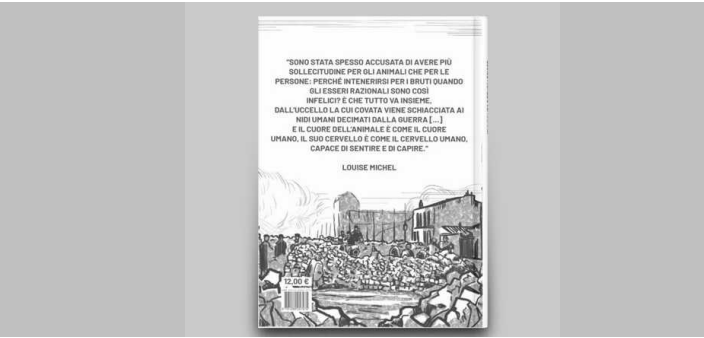 "SONO STATA SPESSO ACCUSATA DI AVERE PIÙ
SOLLECITUDINE PER GLI ANIMALI CHE PER LE
PERSONE: PERCHÉ INTENERIRSI PER I BRUTI QUANDO
GLI ESSERI RAZIONALI SONO COSÌ
INFELICI? È CHE TUTTO VA INSIEME,
DALL'UCCELLO LA CUI COVATA VIENE SCHIACCIATA AI
NIDI UMANI DECIMATI DALLA GUERRA [...]
E IL CUORE DELL'ANIMALE È COME IL CUORE
UMANO, IL SUO CERVELLO È COME IL CERVELLO UMANO,
CAPACE DI SENTIRE E DI CAPIRE."
LOUISE MICHEL
12,00 €